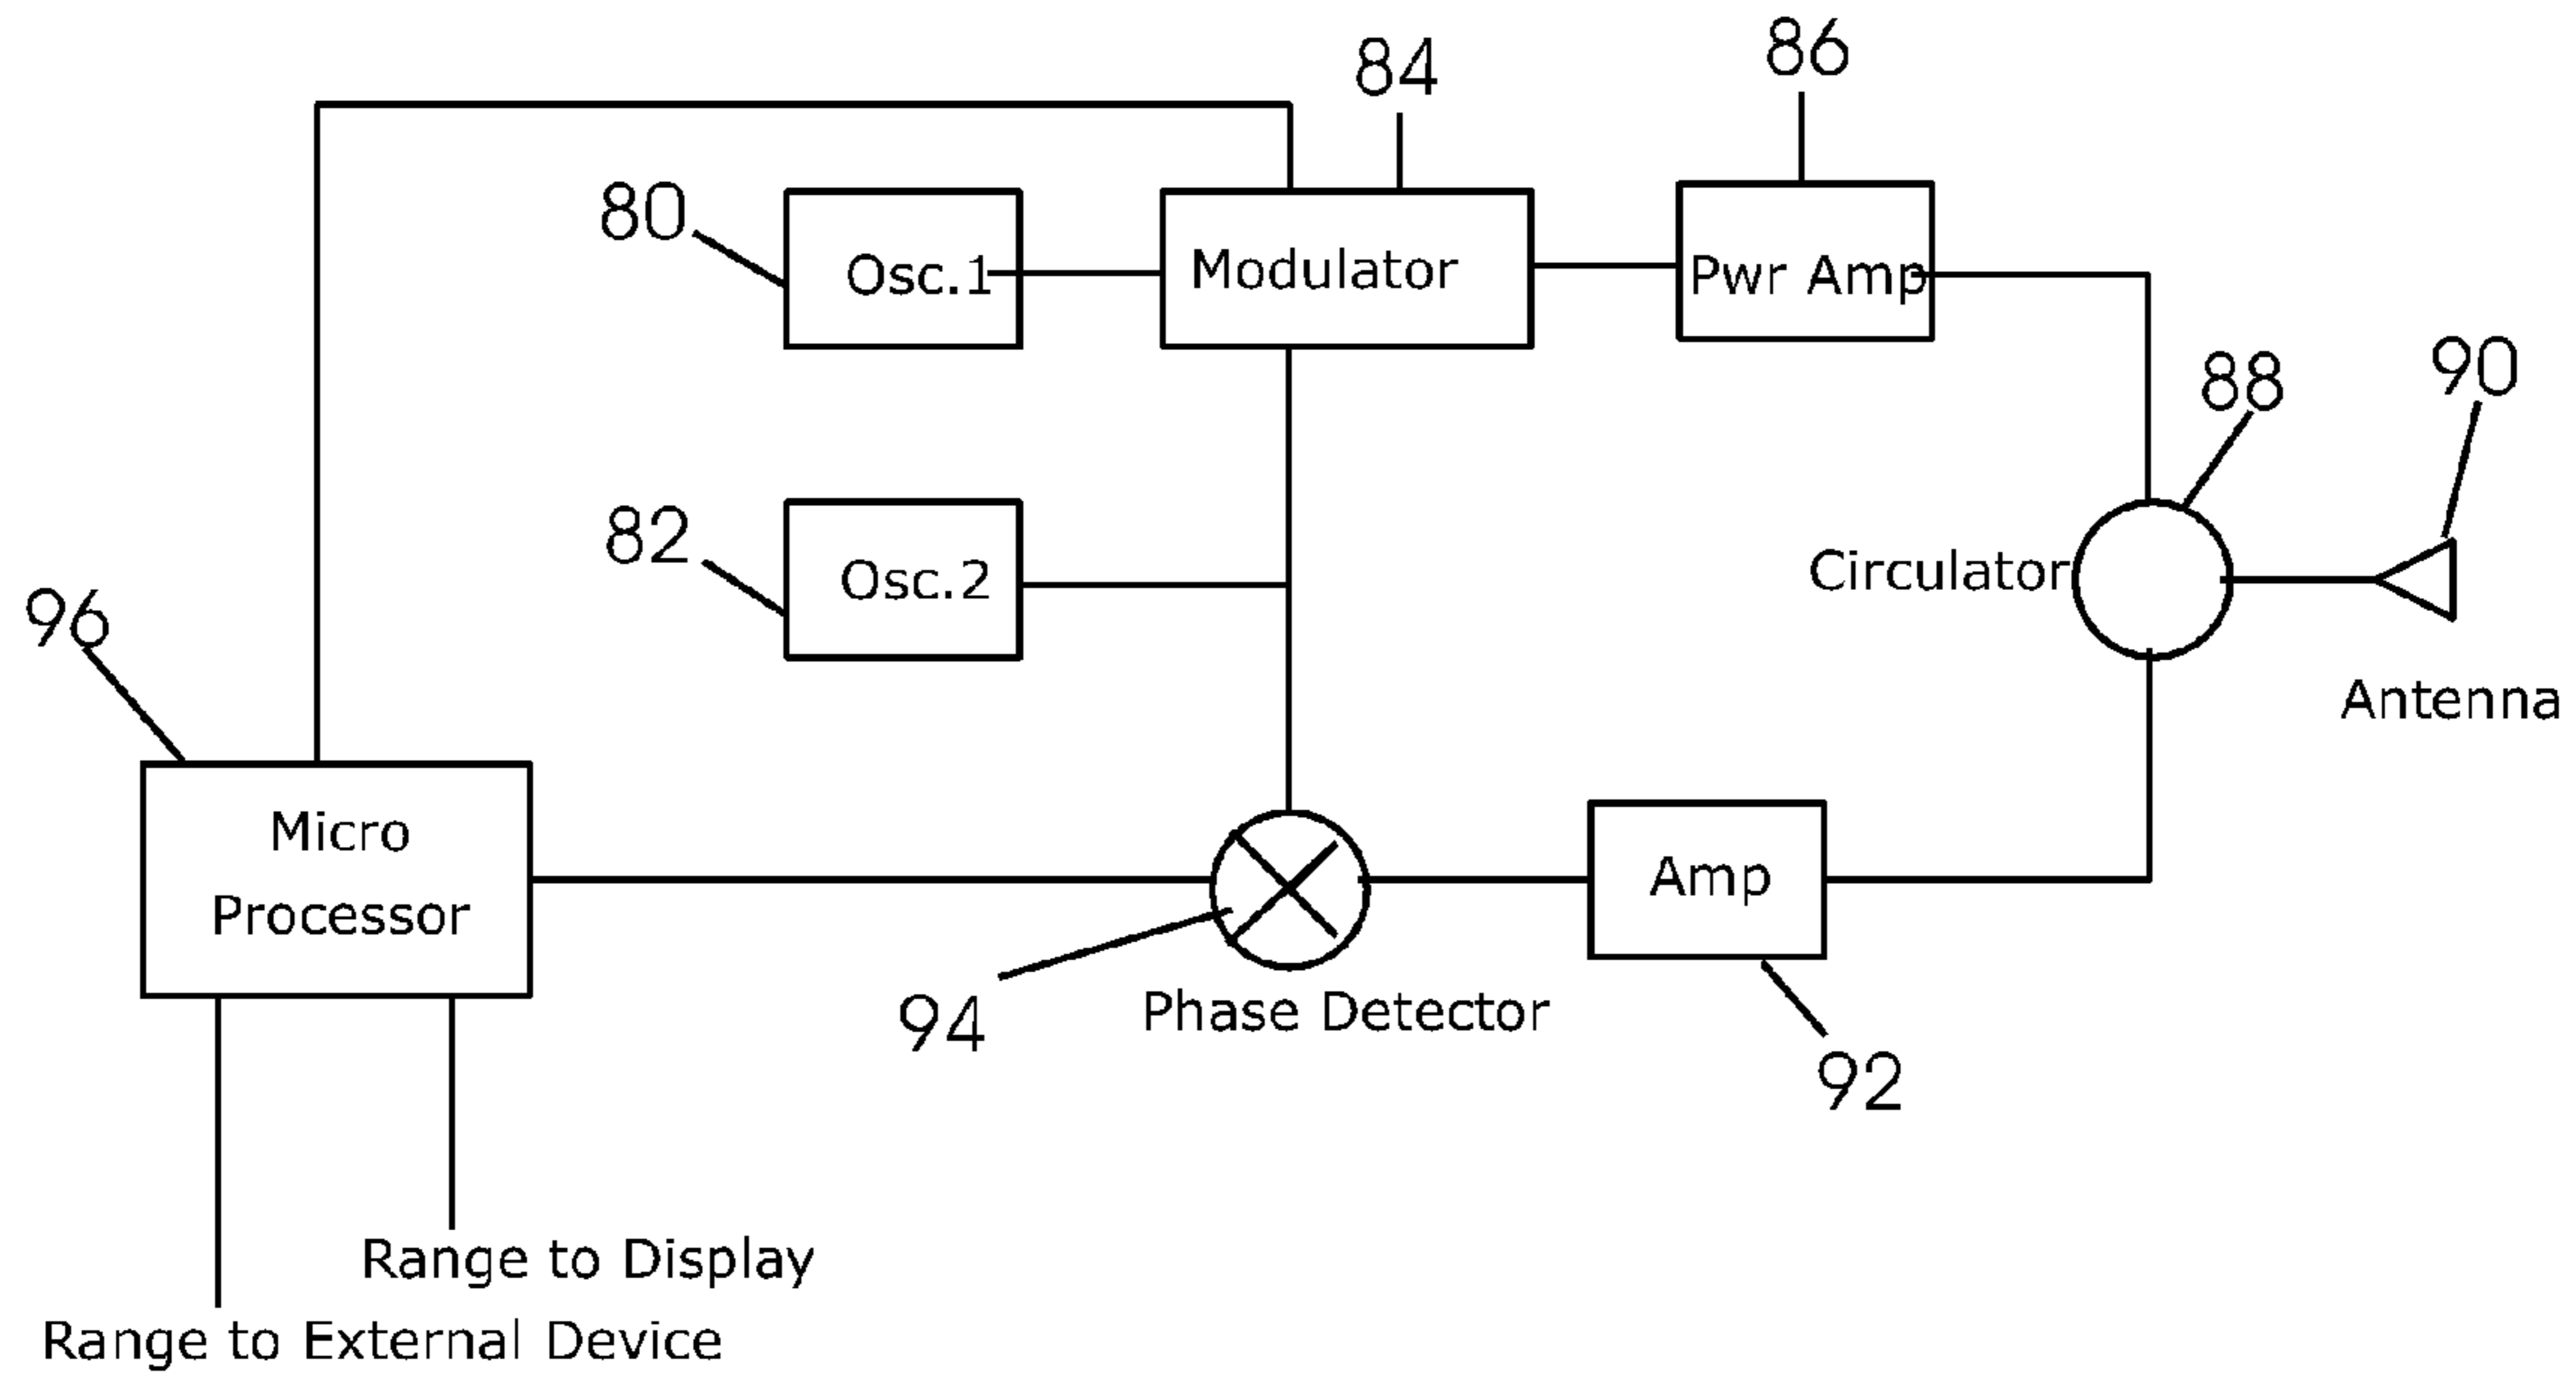 86
84
80
Osc.1
Modulator
Pwr Amp
90
88
82
Osc.2
Circulator
96
Antenna
Micro
Processor
Amp
94
Phase Detector
92
Range to Display
Range to External Device